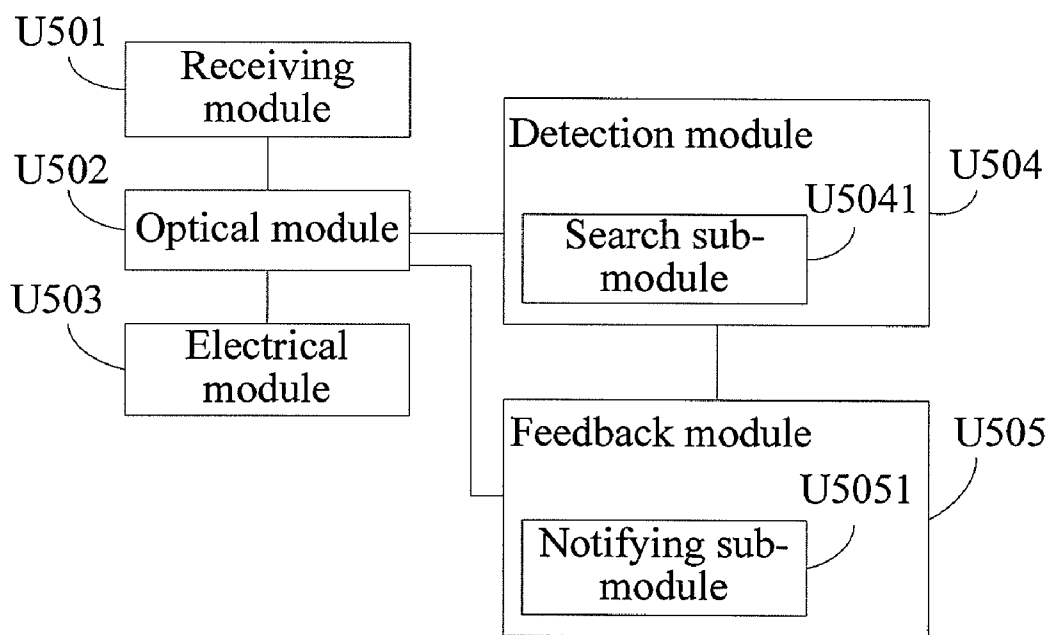 U501
Receiving
module
U502
Optical module
U503
Electrical
module
Detection module
U504
U5041
Search sub-
module
Feedback module
U505
U5051
Notifying sub-
module